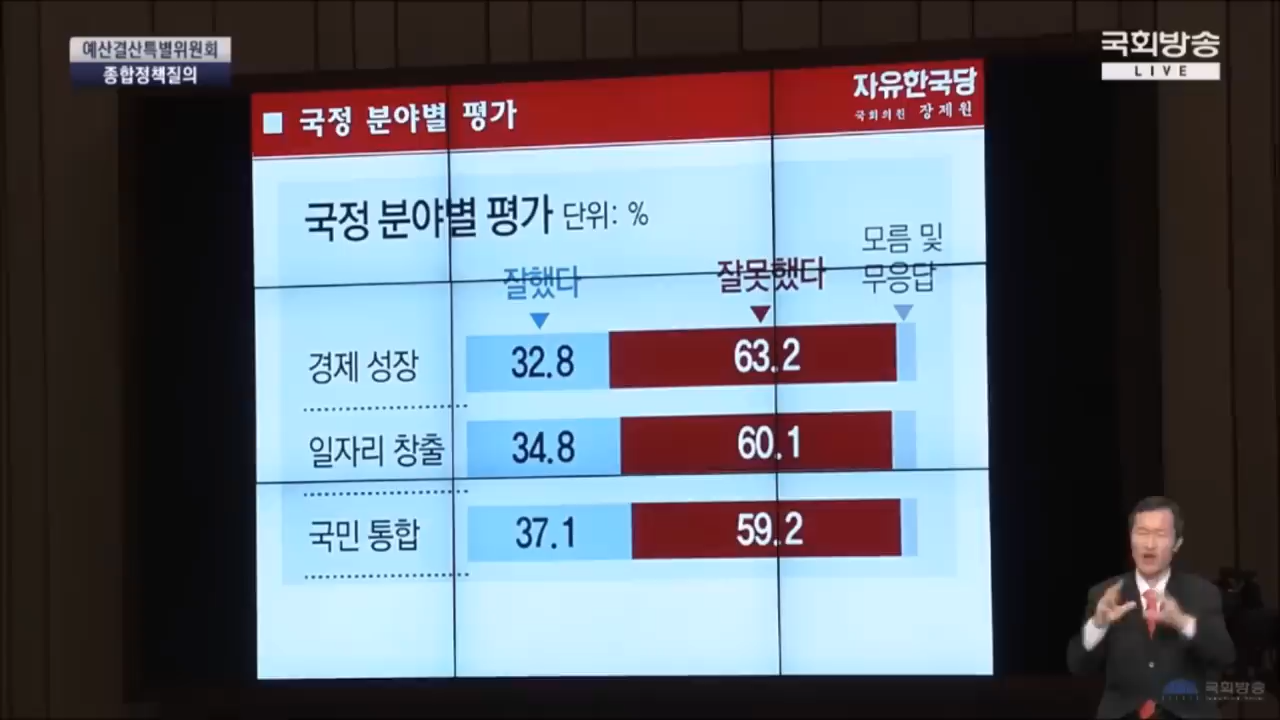 예산결산특별위원회
종합정책질의
국회방송
LIVE
자유한국당
국회의원 강제원
■ 국정 분야별 평가
국정 분야별 평가 단위: %
잘했다
잘못했다
모름 및
무응답
경제 성장 32.8 63.2
일자리 창출 34.8 60.1
국민 통합 37.1 59.2
국회방송